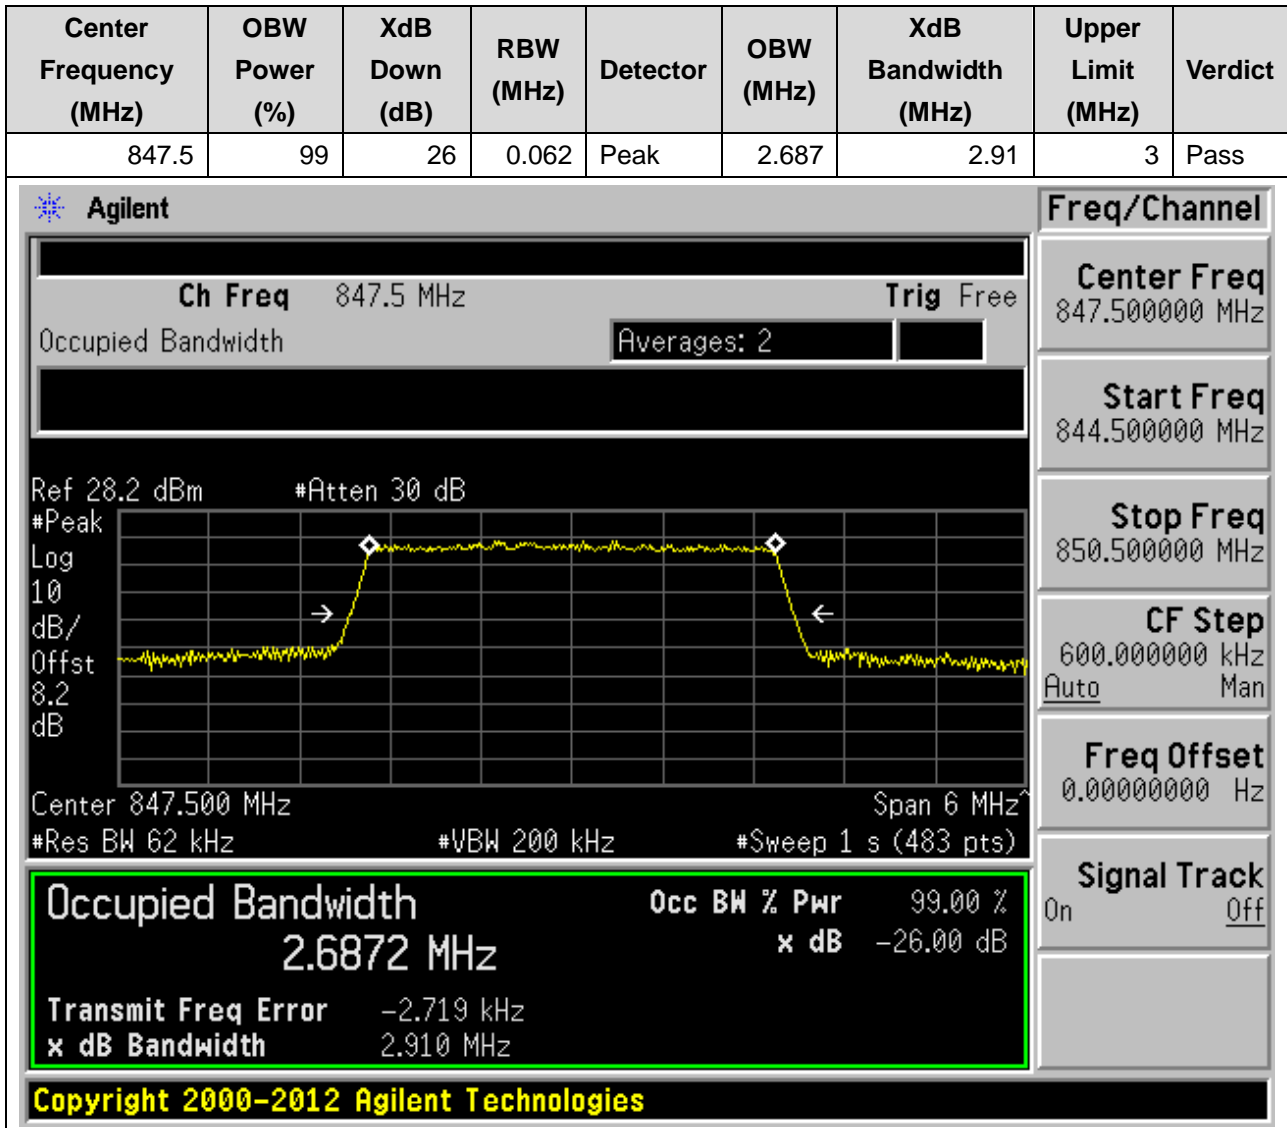 Center Frequency (MHz) OBW Power (%) XdB Down (dB) RBW (MHz) Detector OBW (MHz) XdB Bandwidth (MHz) Upper Limit (MHz) Verdict
847.5 99 26 0.062 Peak 2.687 2.91 3 Pass
Agilent
Freq/Channel
Ch Freq 847.5 MHz Trig Free
Occupied Bandwidth Averages: 2
Center Freq
847.500000 MHz
Start Freq
844.500000 MHz
Stop Freq
850.500000 MHz
CF Step
600.000000 kHz
Auto Man
Freq Offset
0.00000000 Hz
Signal Track
On Off
Ref 28.2 dBm #Atten 30 dB
#Peak
Log
10
dB/
Offst
8.2
dB
Center 847.500 MHz Span 6 MHz^
#Res BW 62 kHz #VBW 200 kHz #Sweep 1 s (483 pts)
Occupied Bandwidth Occ BW % Pwr 99.00 %
2.6872 MHz x dB -26.00 dB
Transmit Freq Error -2.719 kHz
x dB Bandwidth 2.910 MHz
Copyright 2000-2012 Agilent Technologies